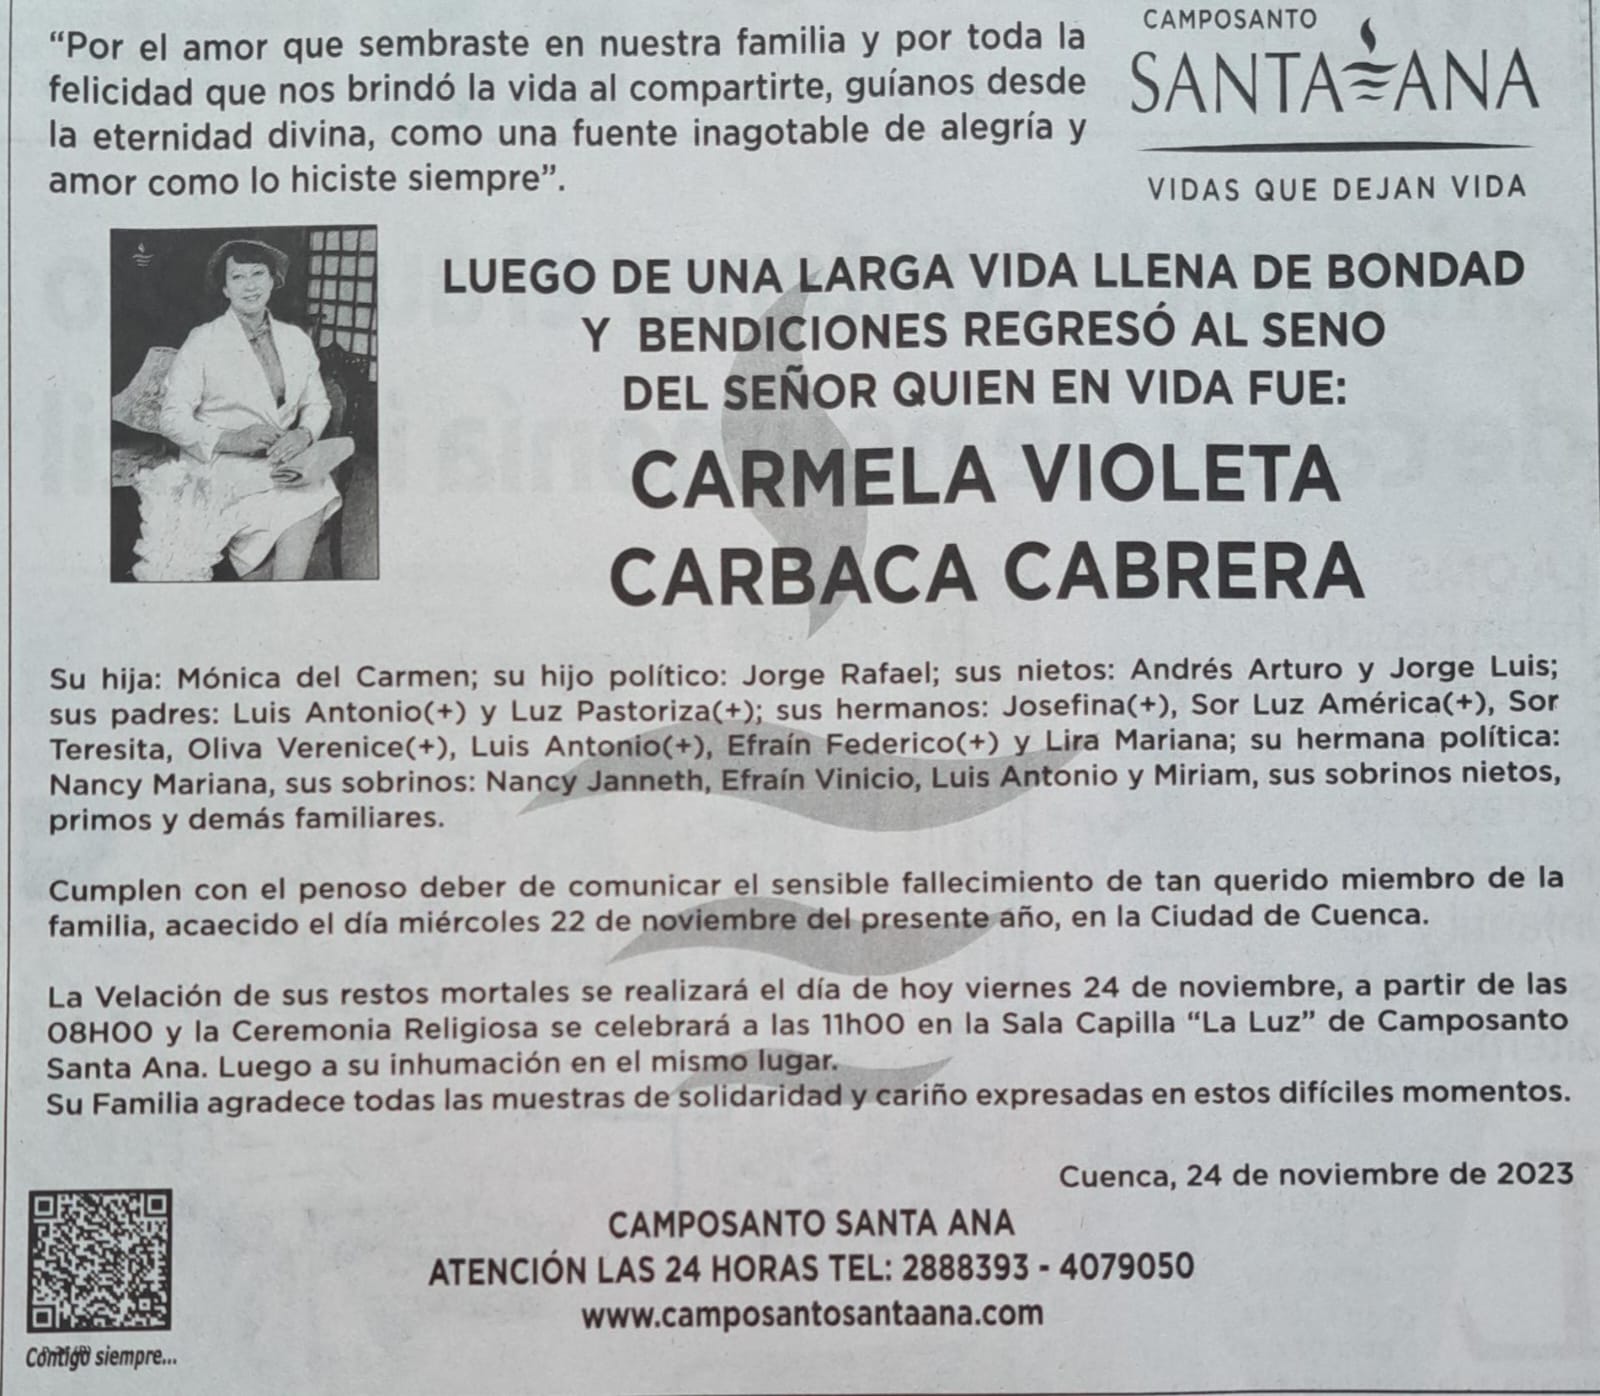 “Por el amor que sembraste en nuestra familia y por toda la
felicidad que nos brindó la vida al compartirte, guíanos desde
la eternidad divina, como una fuente inagotable de alegría y
amor como lo hiciste siempre”.
CAMPOSANTO
SANTA ANA
VIDAS QUE DEJAN VIDA
LUEGO DE UNA LARGA VIDA LLENA DE BONDAD
Y BENDICIONES REGRESÓ AL SENO
DEL SEÑOR QUIEN EN VIDA FUE:
CARMELA VIOLETA
CARBACA CABRERA
Su hija: Mónica del Carmen; su hijo político: Jorge Rafael; sus nietos: Andrés Arturo y Jorge Luis;
sus padres: Luis Antonio(+) y Luz Pastoriza(+); sus hermanos: Josefina(+), Sor Luz América(+), Sor
Teresita, Oliva Verenice(+), Luis Antonio(+), Efraín Federico(+) y Lira Mariana; su hermana política:
Nancy Mariana, sus sobrinos: Nancy Janneth, Efraín Vinicio, Luis Antonio y Miriam, sus sobrinos nietos,
primos y demás familiares.
Cumplen con el penoso deber de comunicar el sensible fallecimiento de tan querido miembro de la
familia, acaecido el día miércoles 22 de noviembre del presente año, en la Ciudad de Cuenca.
La Velación de sus restos mortales se realizará el día de hoy viernes 24 de noviembre, a partir de las
08H00 y la Ceremonia Religiosa se celebrará a las 11h00 en la Sala Capilla “La Luz” de Camposanto
Santa Ana. Luego a su inhumación en el mismo lugar.
Su Familia agradece todas las muestras de solidaridad y cariño expresadas en estos difíciles momentos.
Cuenca, 24 de noviembre de 2023
CAMPOSANTO SANTA ANA
ATENCIÓN LAS 24 HORAS TEL: 2888393 - 4079050
www.camposantosantaana.com
Contigo siempre...